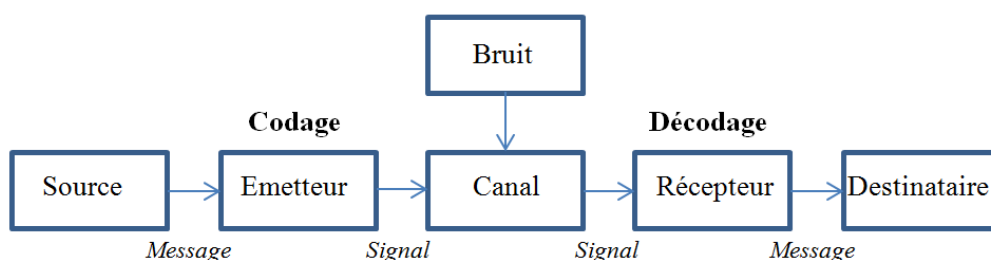 Bruit
Codage
Décodage
Source
Emetteur
Canal
Récepteur
Destinataire
Message
Signal
Signal
Message